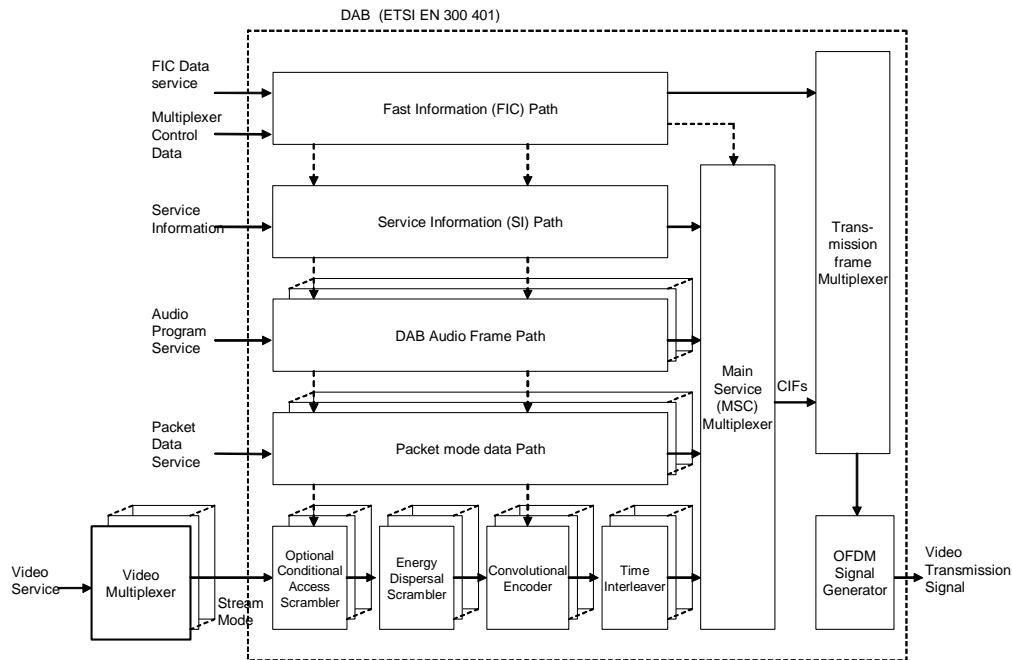 DAB (ETSI EN 300 401)
FIC Data
service
Multiplexer
Control
Data
Fast Information (FIC) Path
Service
Information
Service Information (SI) Path
Trans-
mission
frame
Multiplexer
Audio
Program
Service
DAB Audio Frame Path
Main
Service
(MSC)
Multiplexer
CIFs
Packet
Data
Service
Packet mode data Path
Video
Service
Video
Multiplexer
Stream
Mode
Optional
Conditional
Access
Scrambler
Energy
Dispersal
Scrambler
Convolutional
Encoder
Time
Interleaver
OFDM
Signal
Generator
Video
Transmission
Signal